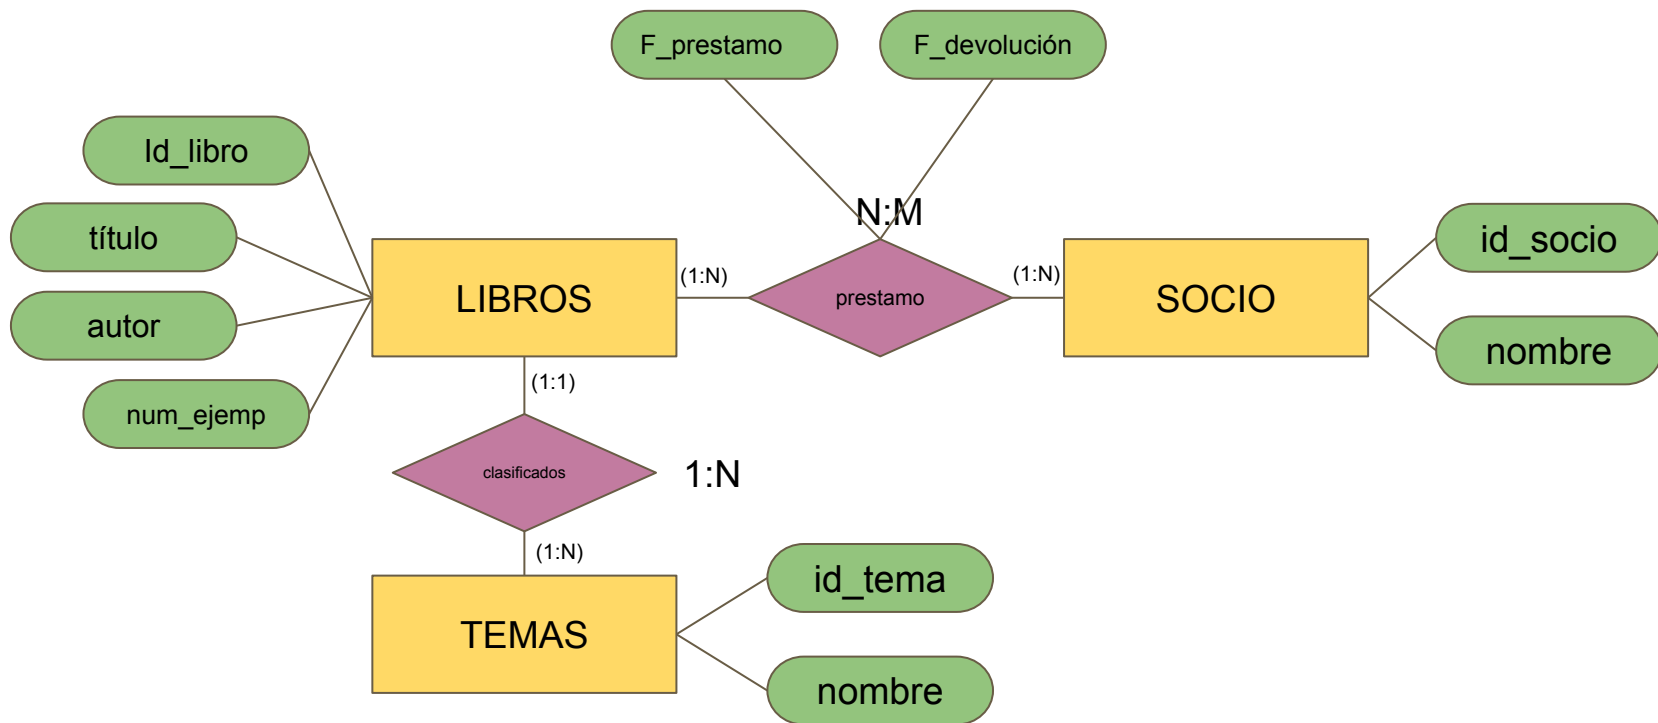 F_prestamo
F_devolución
Id_libro
título
autor
num_ejemp
LIBROS
(1:N)
N:M
prestamo
(1:N)
SOCIO
id_socio
nombre
(1:1)
clasificados
1:N
(1:N)
TEMAS
id_tema
nombre